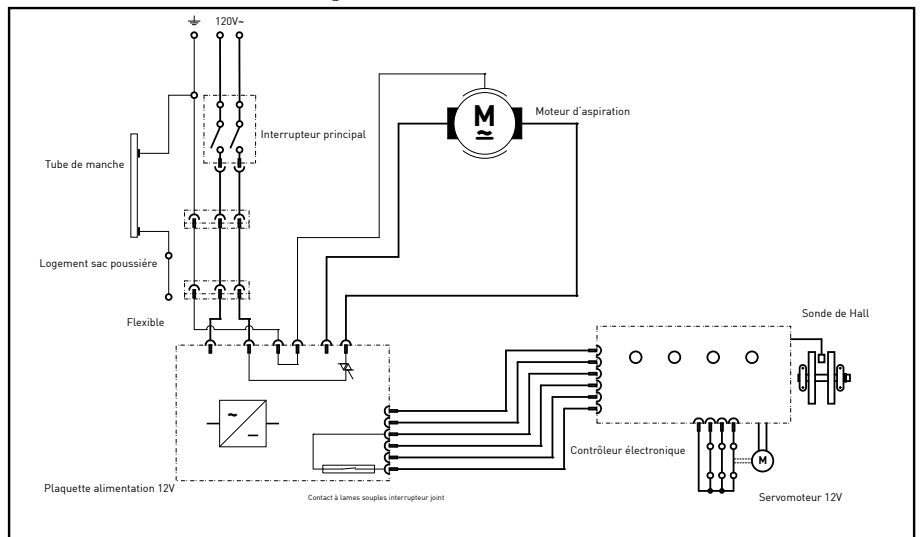 120V~
Interrupteur principal
Moteur d'aspiration
M
Tube de manche
Logement sac poussiére
Flexible
Sonde de Hall
Contrôleur électronique
M
Plaquette alimentation 12V
Contact à lames souples interrupteur joint
Servomoteur 12V